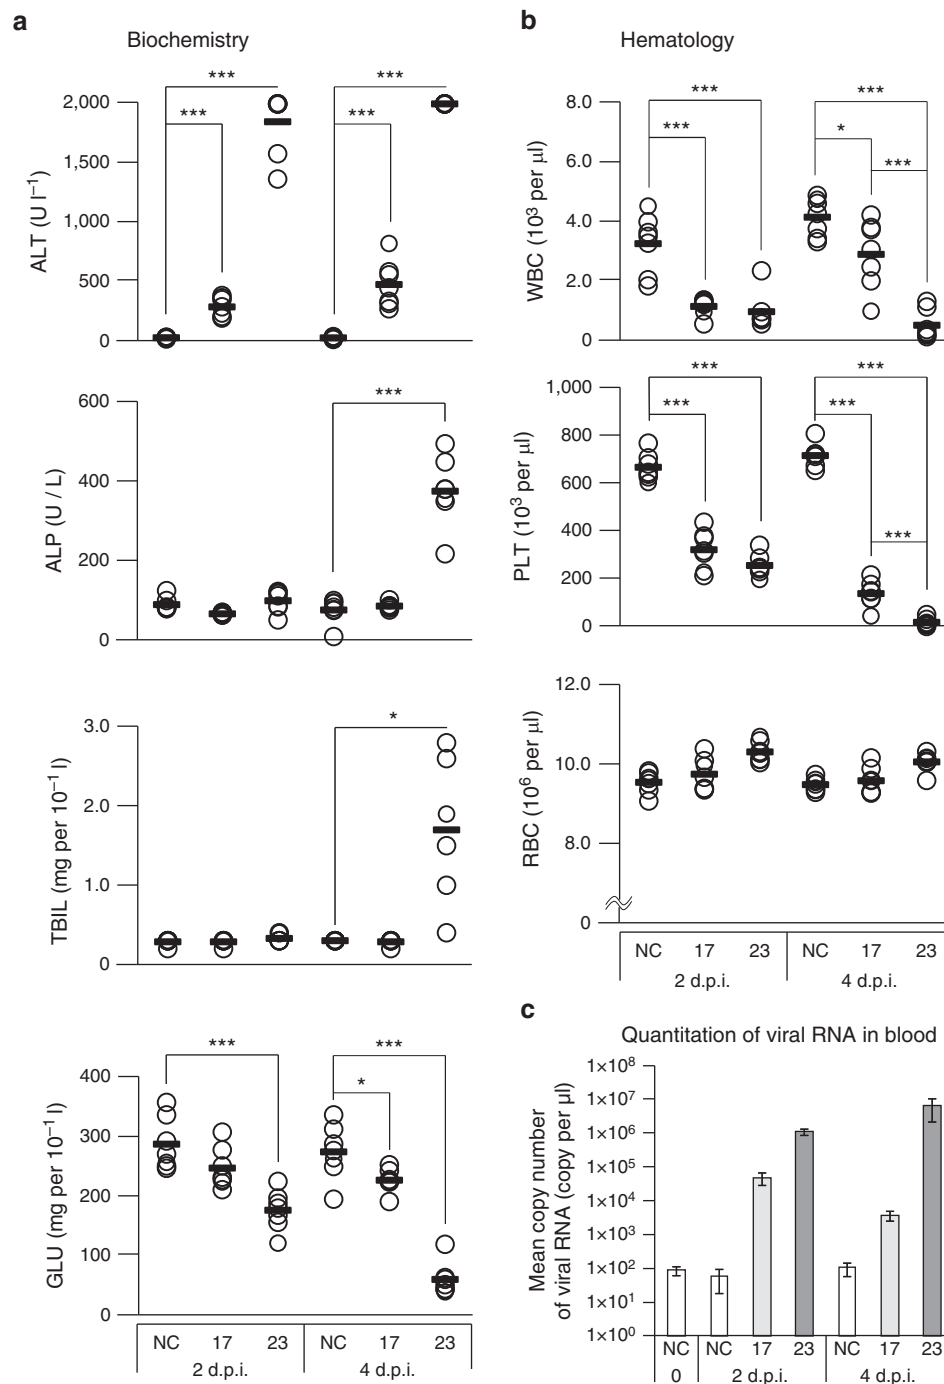 a
Biochemistry
ALT (U l⁻¹)
2,000
1,500
1,000
500
0
***
***
***
***
ALP (U / L)
600
400
200
0
***
TBIL (mg per 10⁻¹ l)
3.0
2.0
1.0
0
*
GLU (mg per 10⁻¹ l)
400
300
200
100
0
***
***
*
NC 17 23 NC 17 23
2 d.p.i. 4 d.p.i.
b
Hematology
WBC (10³ per µl)
8.0
6.0
4.0
2.0
0
***
***
***
*
***
PLT (10³ per µl)
1,000
800
600
400
200
0
***
***
***
***
***
RBC (10⁶ per µl)
12.0
10.0
8.0
0
NC 17 23 NC 17 23
2 d.p.i. 4 d.p.i.
c
Quantitation of viral RNA in blood
Mean copy number
of viral RNA (copy per µl)
1×10⁸
1×10⁷
1×10⁶
1×10⁵
1×10⁴
1×10³
1×10²
1×10¹
1×10⁰
NC NC 17 23 NC 17 23
0 2 d.p.i. 4 d.p.i.